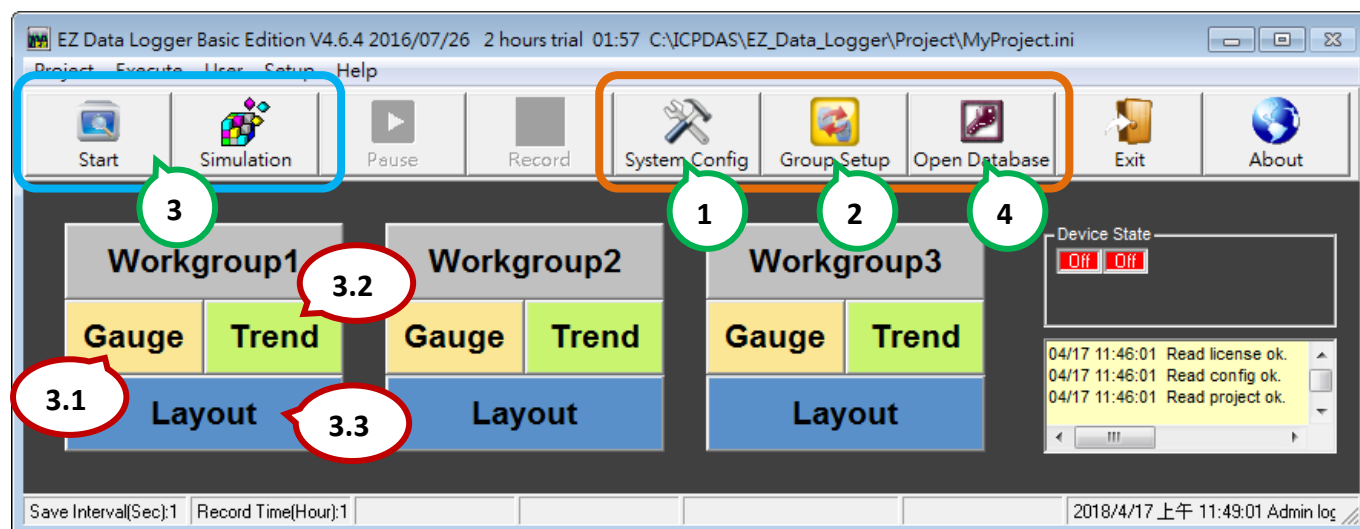 EZ Data Logger Basic Edition V4.6.4 2016/07/26 2 hours trial 01:57 C:\ICPDAS\EZ_Data_Logger\Project\MyProject.ini
Project Execute User Setup Help
Start Simulation Pause Record System Config Group Setup Open Database Exit About
3 1 2 4
Workgroup1 Workgroup2 Workgroup3
3.2
Device State
Off Off
Gauge Trend Gauge Trend Gauge Trend
3.1
Layout Layout Layout
3.3
04/17 11:46:01 Read license ok.
04/17 11:46:01 Read config ok.
04/17 11:46:01 Read project ok.
Save Interval(Sec):1 Record Time(Hour):1 2018/4/17 上午 11:49:01 Admin log